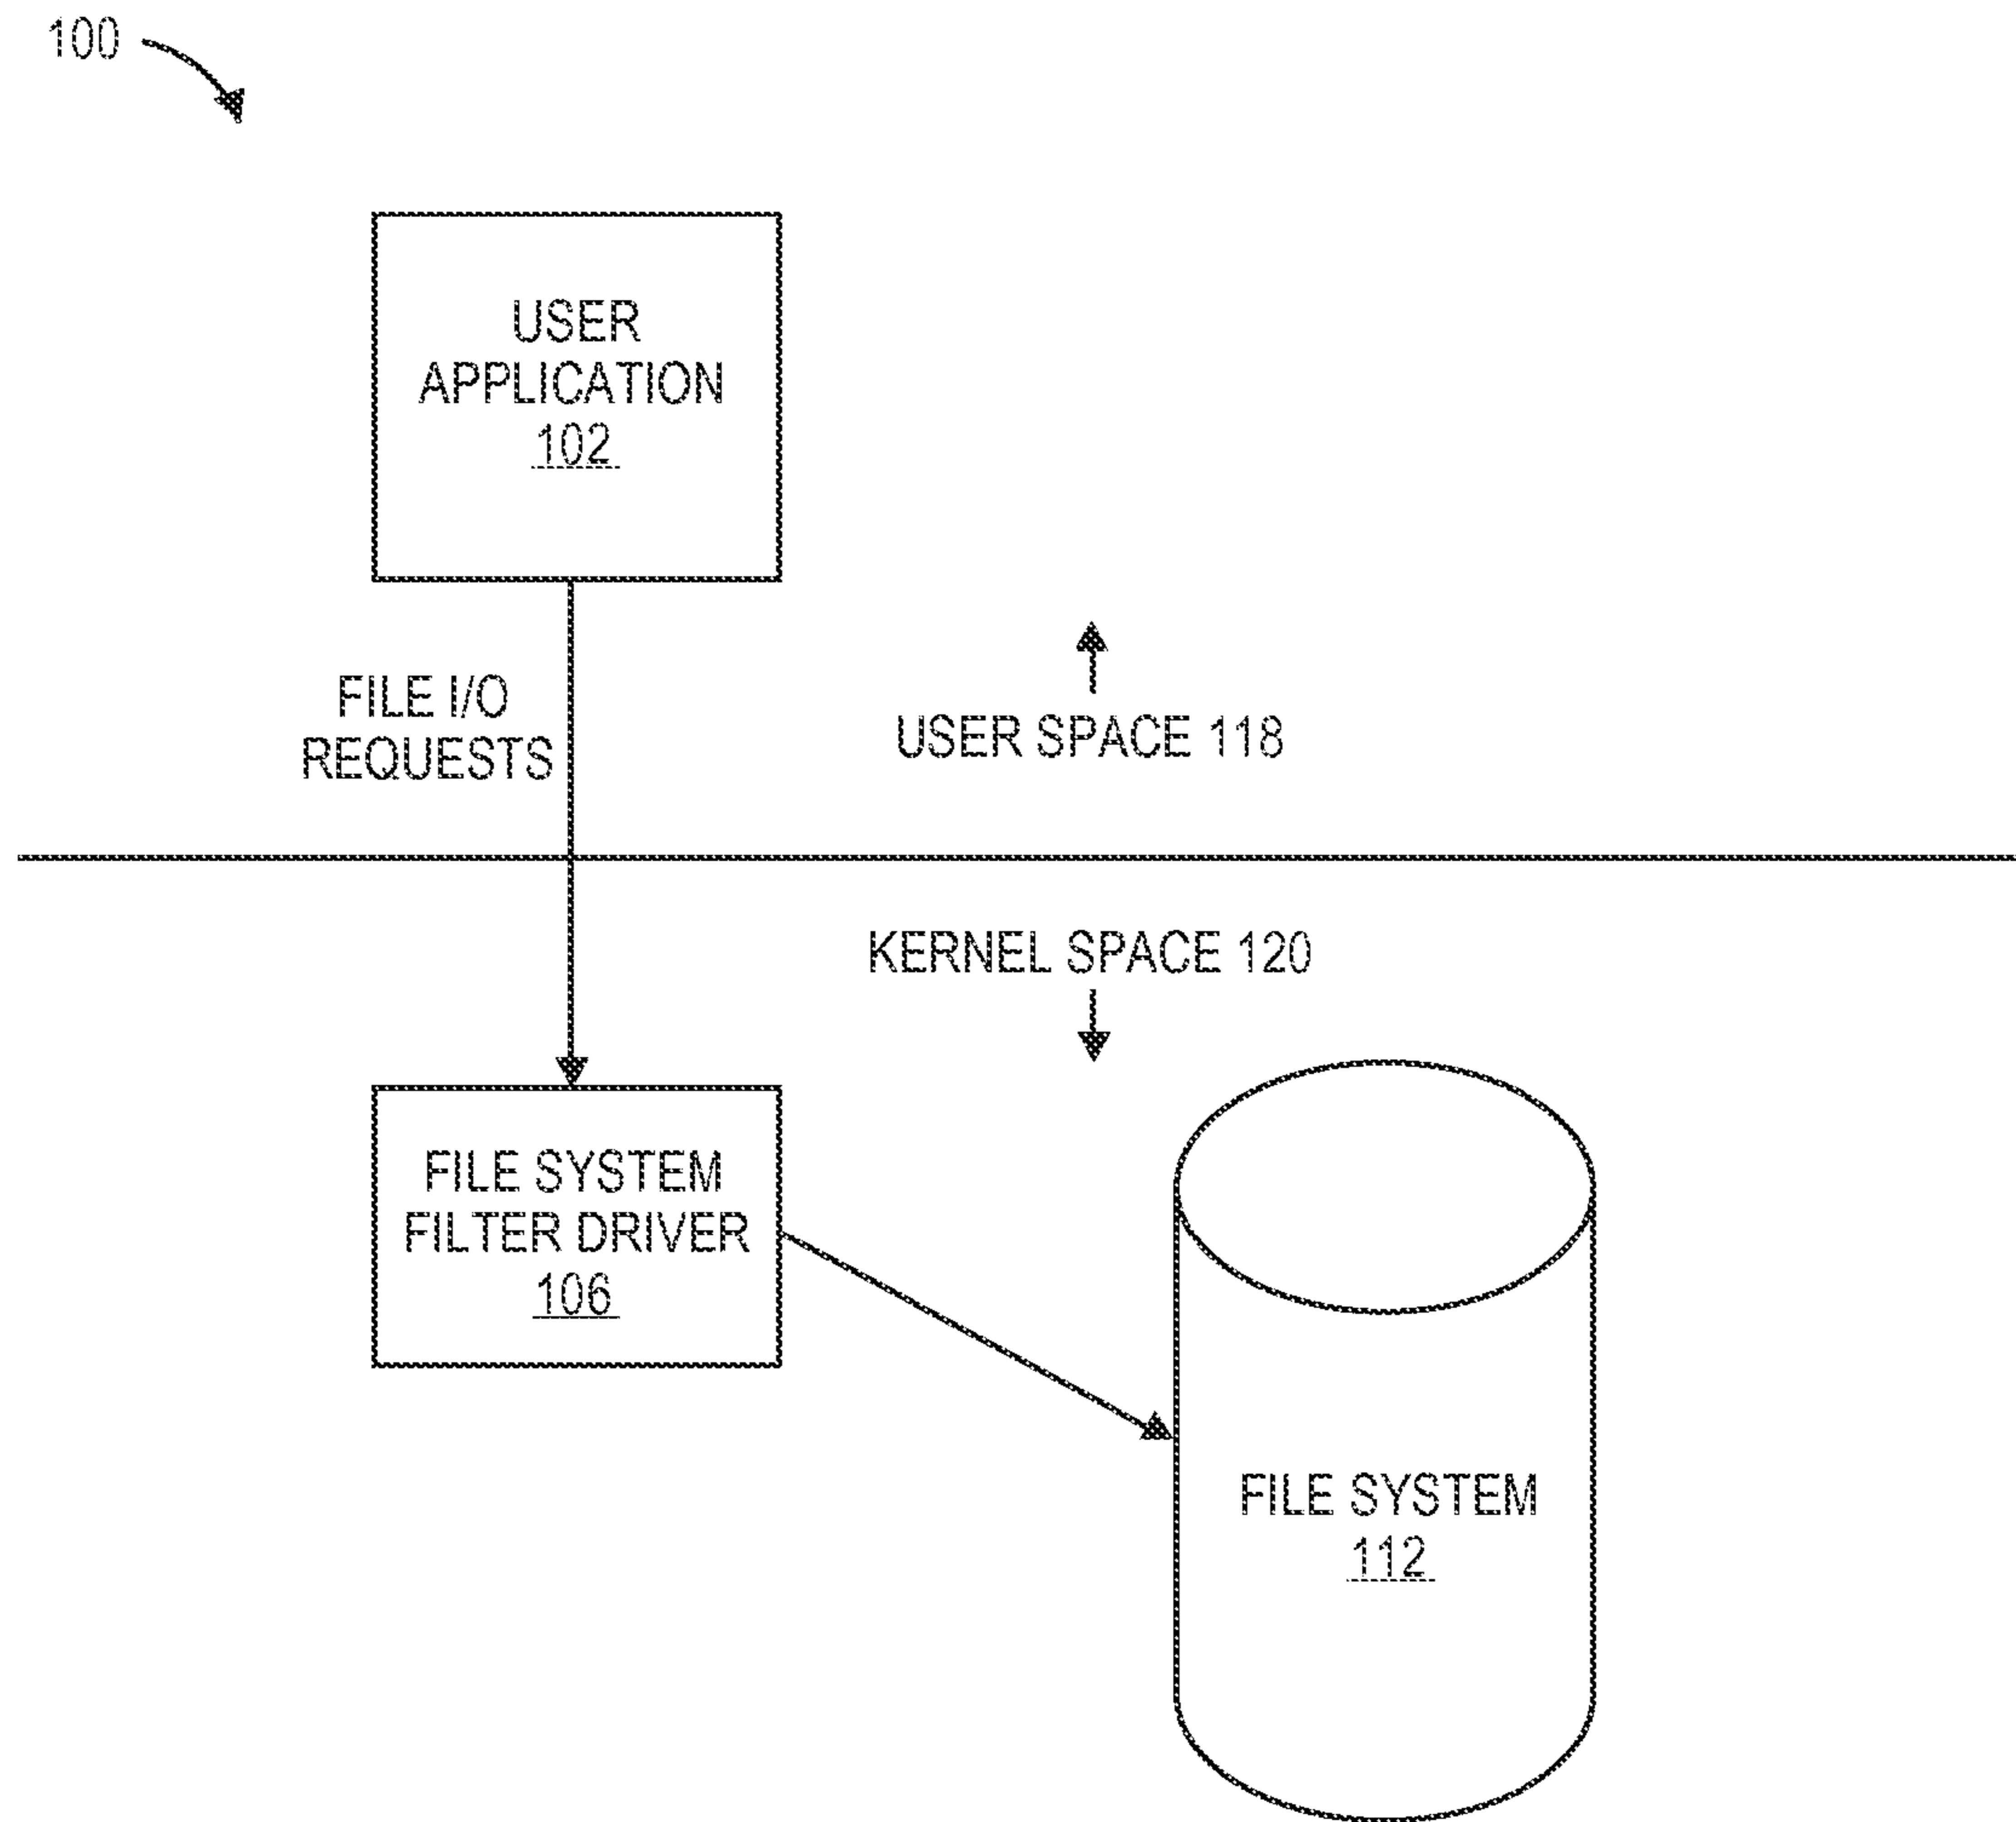 100
USER
APPLICATION
102
FILE I/O
REQUESTS
USER SPACE 118
KERNEL SPACE 120
FILE SYSTEM
FILTER DRIVER
106
FILE SYSTEM
112